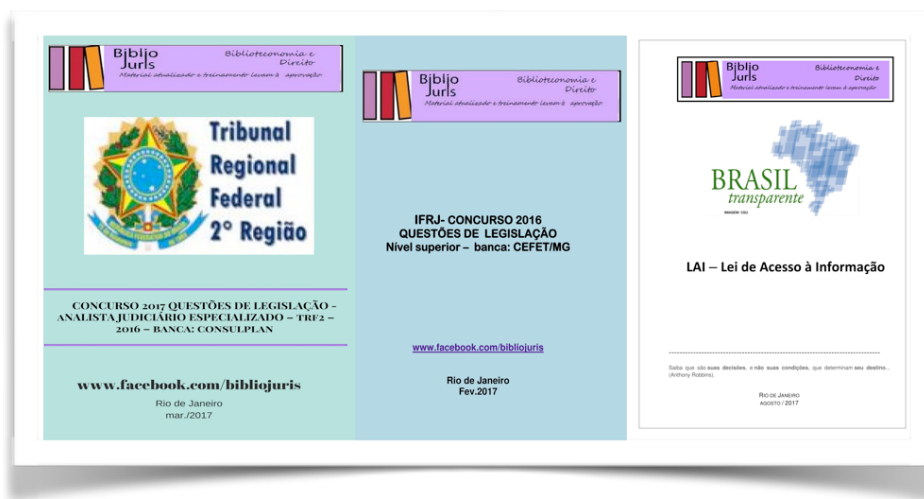 Biblio
Juris
Biblioteconomia e
Direito
Material atualizado e treinamento levam à aprovação
Tribunal
Regional
Federal
2° Região
CONCURSO 2017 QUESTÕES DE LEGISLAÇÃO -
ANALISTA JUDICIÁRIO ESPECIALIZADO – TRF2 –
2016 – BANCA: CONSULPLAN
www.facebook.com/bibliojuris
Rio de Janeiro
mar./2017
Biblio
Juris
Biblioteconomia e
Direito
Material atualizado e treinamento levam à aprovação
IFRJ- CONCURSO 2016
QUESTÕES DE LEGISLAÇÃO
Nível superior – banca: CEFET/MG
www.facebook.com/bibliojuris
Rio de Janeiro
Fev.2017
Biblio
Juris
Biblioteconomia e
Direito
Material atualizado e treinamento levam à aprovação
BRASIL
transparente
IMAGEM: CGU
LAI – Lei de Acesso à Informação
Saiba que são suas decisões, e não suas condições, que determinam seu destino..
(Anthony Robbins).
RIO DE JANEIRO
AGOSTO / 2017